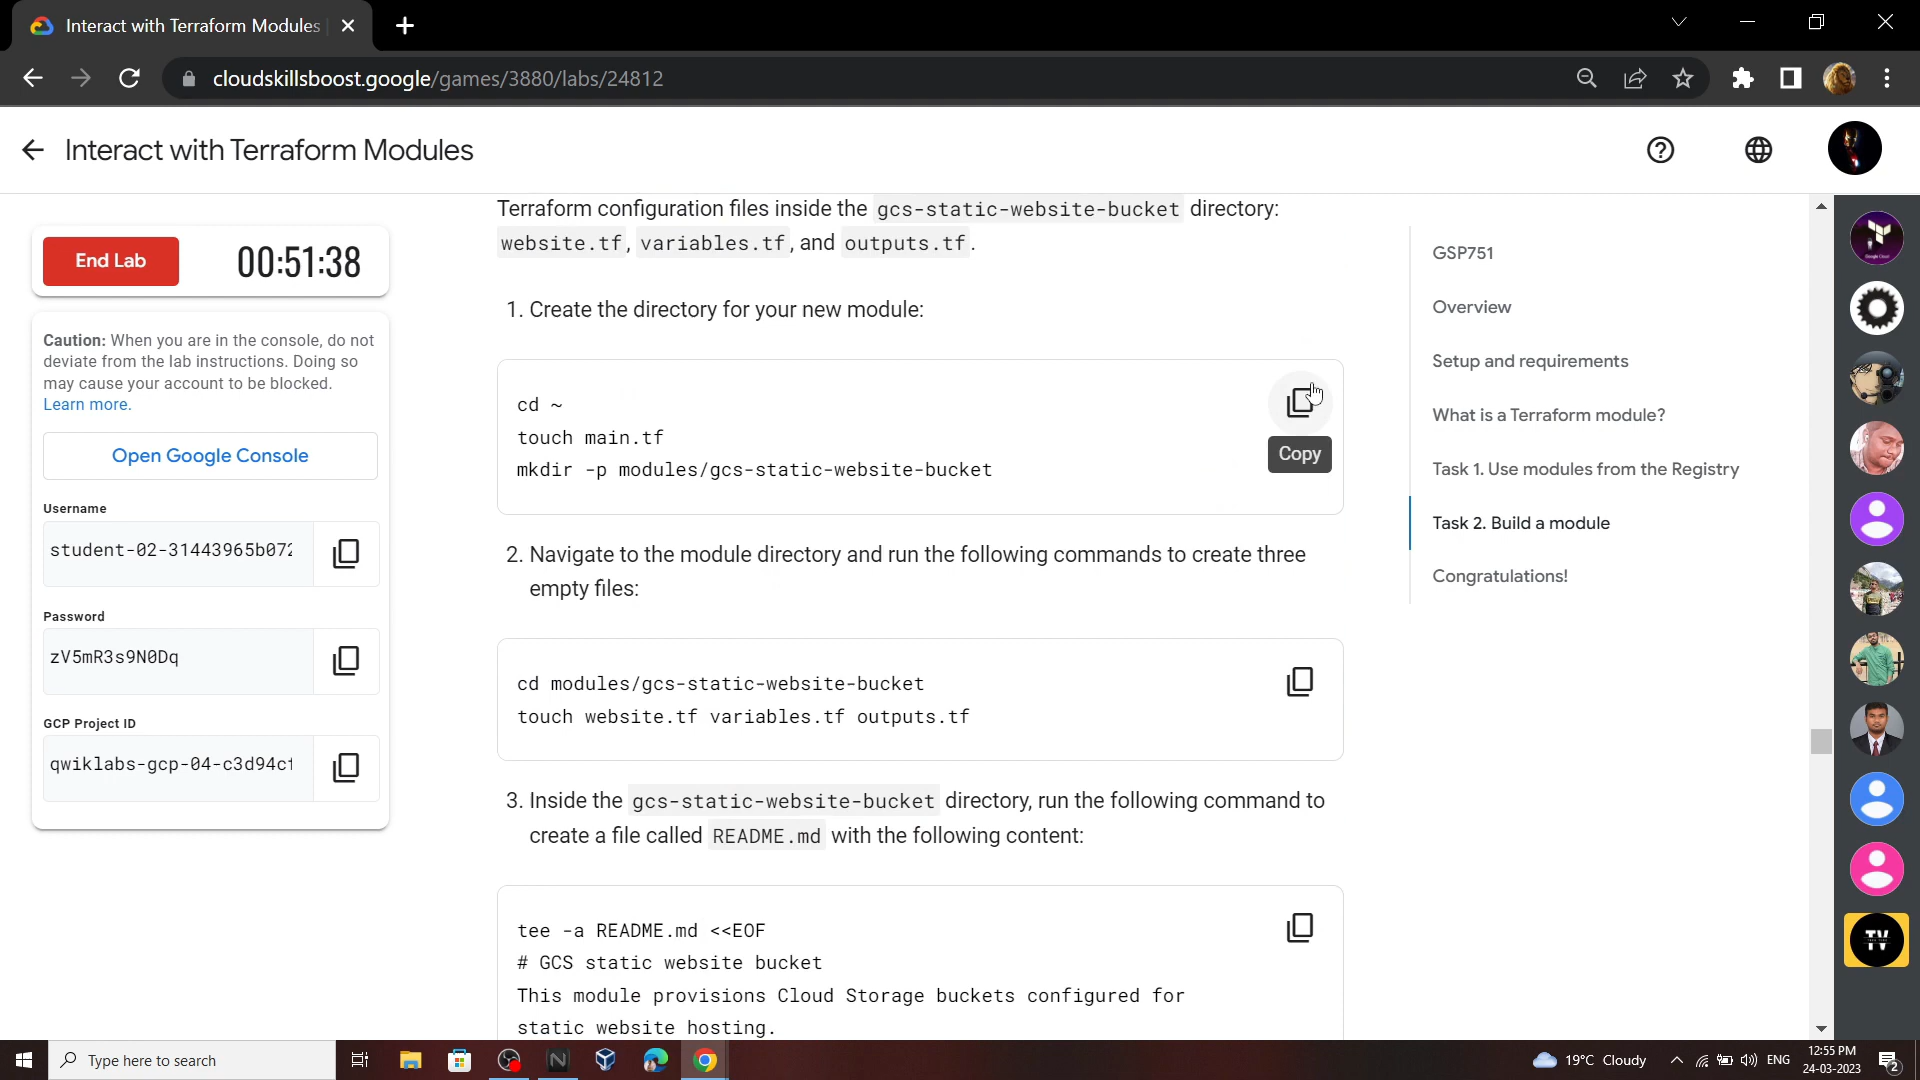 Interact with Terraform Modules
cloudskillsboost.google/games/3880/labs/24812
Interact with Terraform Modules
End Lab
00:51:38
Caution: When you are in the console, do not
deviate from the lab instructions. Doing so
may cause your account to be blocked.
Learn more.
Open Google Console
Username
student-02-31443965b072
Password
zV5mR3s9N0Dq
GCP Project ID
qwiklabs-gcp-04-c3d94c
Terraform configuration files inside the gcs-static-website-bucket directory:
website.tf, variables.tf, and outputs.tf.
1. Create the directory for your new module:
cd ~
touch main.tf
mkdir -p modules/gcs-static-website-bucket
Copy
2. Navigate to the module directory and run the following commands to create three
empty files:
cd modules/gcs-static-website-bucket
touch website.tf variables.tf outputs.tf
3. Inside the gcs-static-website-bucket directory, run the following command to
create a file called README.md with the following content:
tee -a README.md <<EOF
# GCS static website bucket
This module provisions Cloud Storage buckets configured for
static website hosting.
GSP751
Overview
Setup and requirements
What is a Terraform module?
Task 1. Use modules from the Registry
Task 2. Build a module
Congratulations!
Google Cloud
TV
Type here to search
19°C Cloudy
ENG
12:55 PM
24-03-2023
2